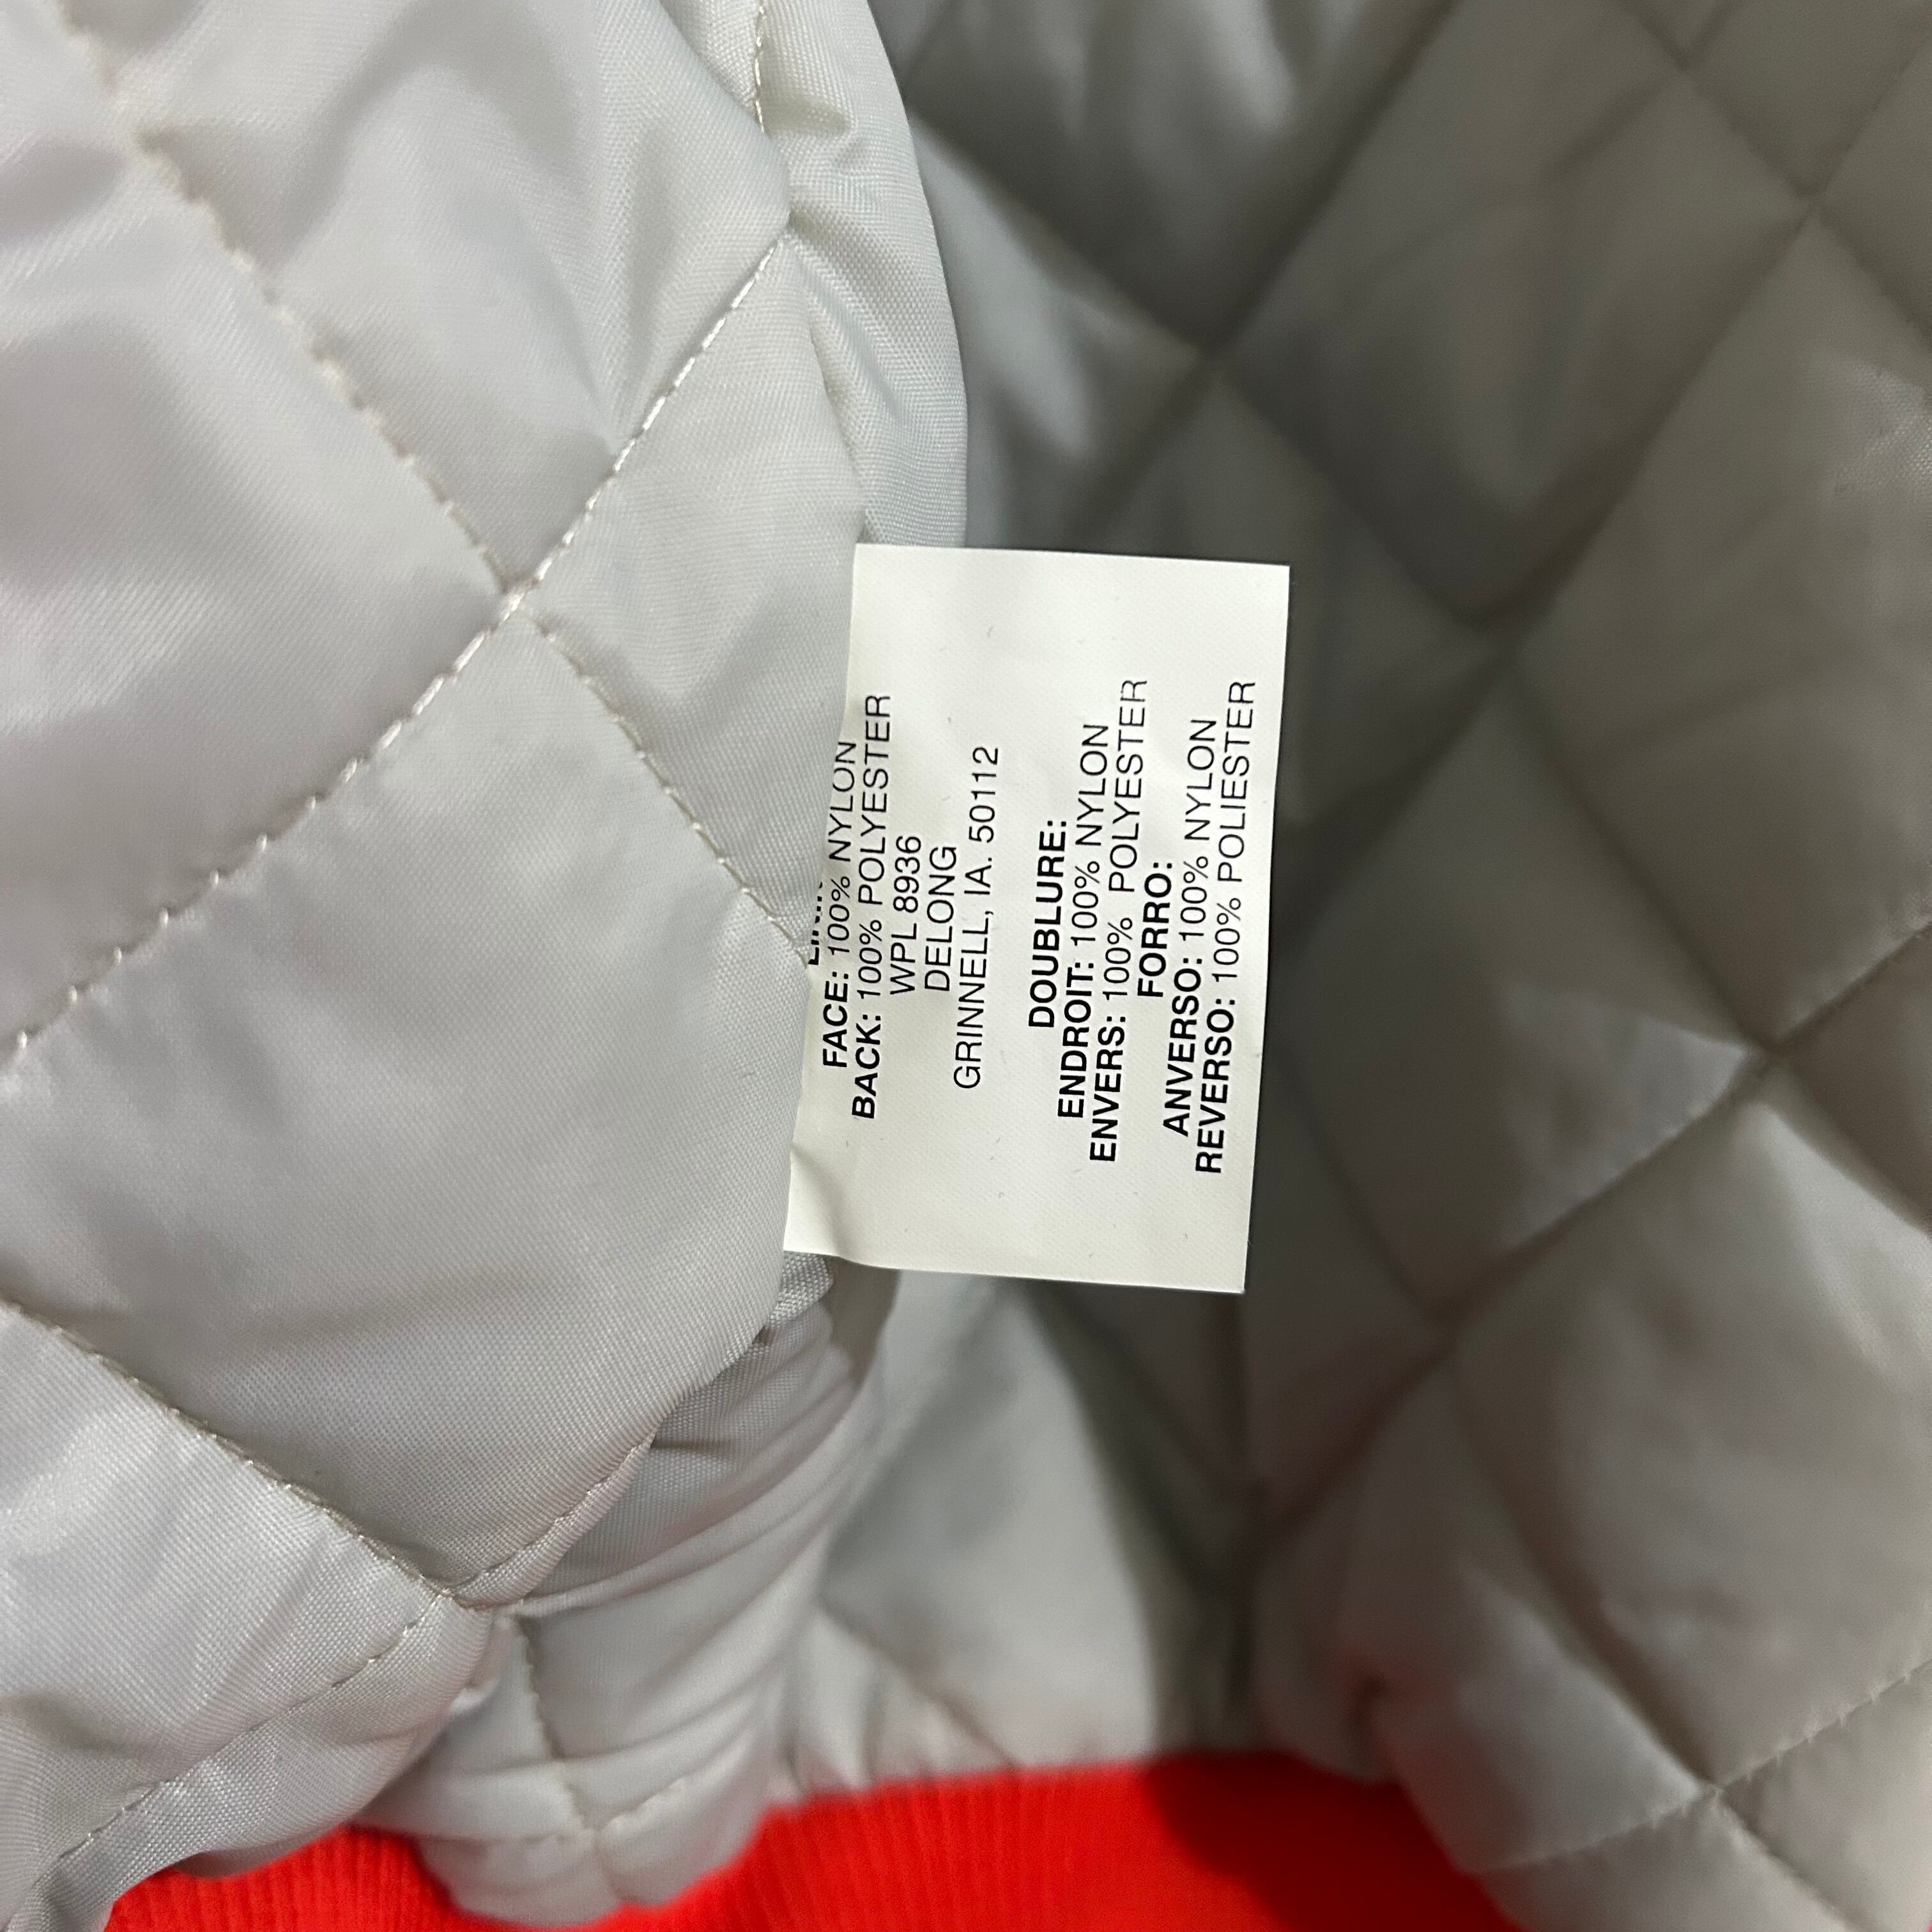 FACE: 100% NYLON
BACK: 100% POLYESTER
WPL 8936
DELONG
GRINNELL, IA. 50112
DOUBLURE:
ENDROIT: 100% NYLON
ENVERS: 100% POLYESTER
FORRO:
ANVERSO: 100% NYLON
REVERSO: 100% POLIESTER